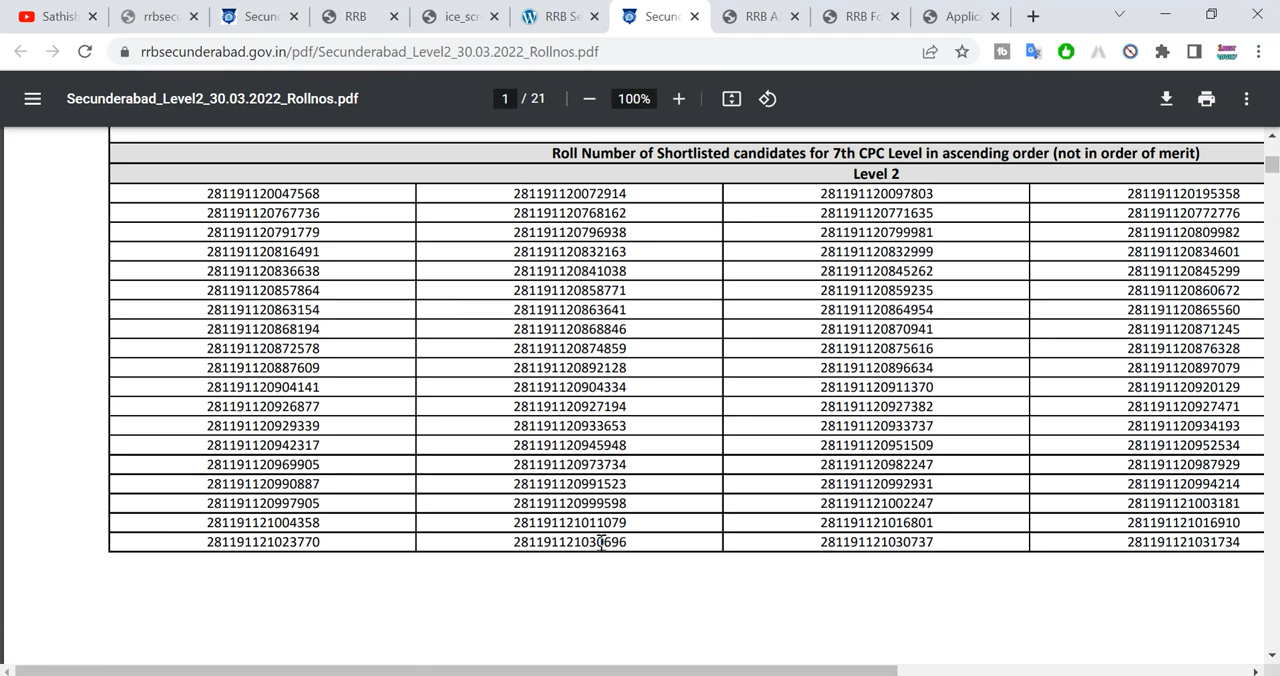 Sathish
rrbsecu
Secun
RRB
ice_scr
RRB Se
Secun
RRB A
RRB Fo
Applica
rrbsecunderabad.gov.in/pdf/Secunderabad_Level2_30.03.2022_Rollnos.pdf
Secunderabad_Level2_30.03.2022_Rollnos.pdf 1 / 21 100%
Roll Number of Shortlisted candidates for 7th CPC Level in ascending order (not in order of merit)
Level 2
281191120047568 281191120072914 281191120097803 281191120195358
281191120767736 281191120768162 281191120771635 281191120772776
281191120791779 281191120796938 281191120799981 281191120809982
281191120816491 281191120832163 281191120832999 281191120834601
281191120836638 281191120841038 281191120845262 281191120845299
281191120857864 281191120858771 281191120859235 281191120860672
281191120863154 281191120863641 281191120864954 281191120865560
281191120868194 281191120868846 281191120870941 281191120871245
281191120872578 281191120874859 281191120875616 281191120876328
281191120887609 281191120892128 281191120896634 281191120897079
281191120904141 281191120904334 281191120911370 281191120920129
281191120926877 281191120927194 281191120927382 281191120927471
281191120929339 281191120933653 281191120933737 281191120934193
281191120942317 281191120945948 281191120951509 281191120952534
281191120969905 281191120973734 281191120982247 281191120987929
281191120990887 281191120991523 281191120992931 281191120994214
281191120997905 281191120999598 281191121002247 281191121003181
281191121004358 281191121011079 281191121016801 281191121016910
281191121023770 281191121030696 281191121030737 281191121031734